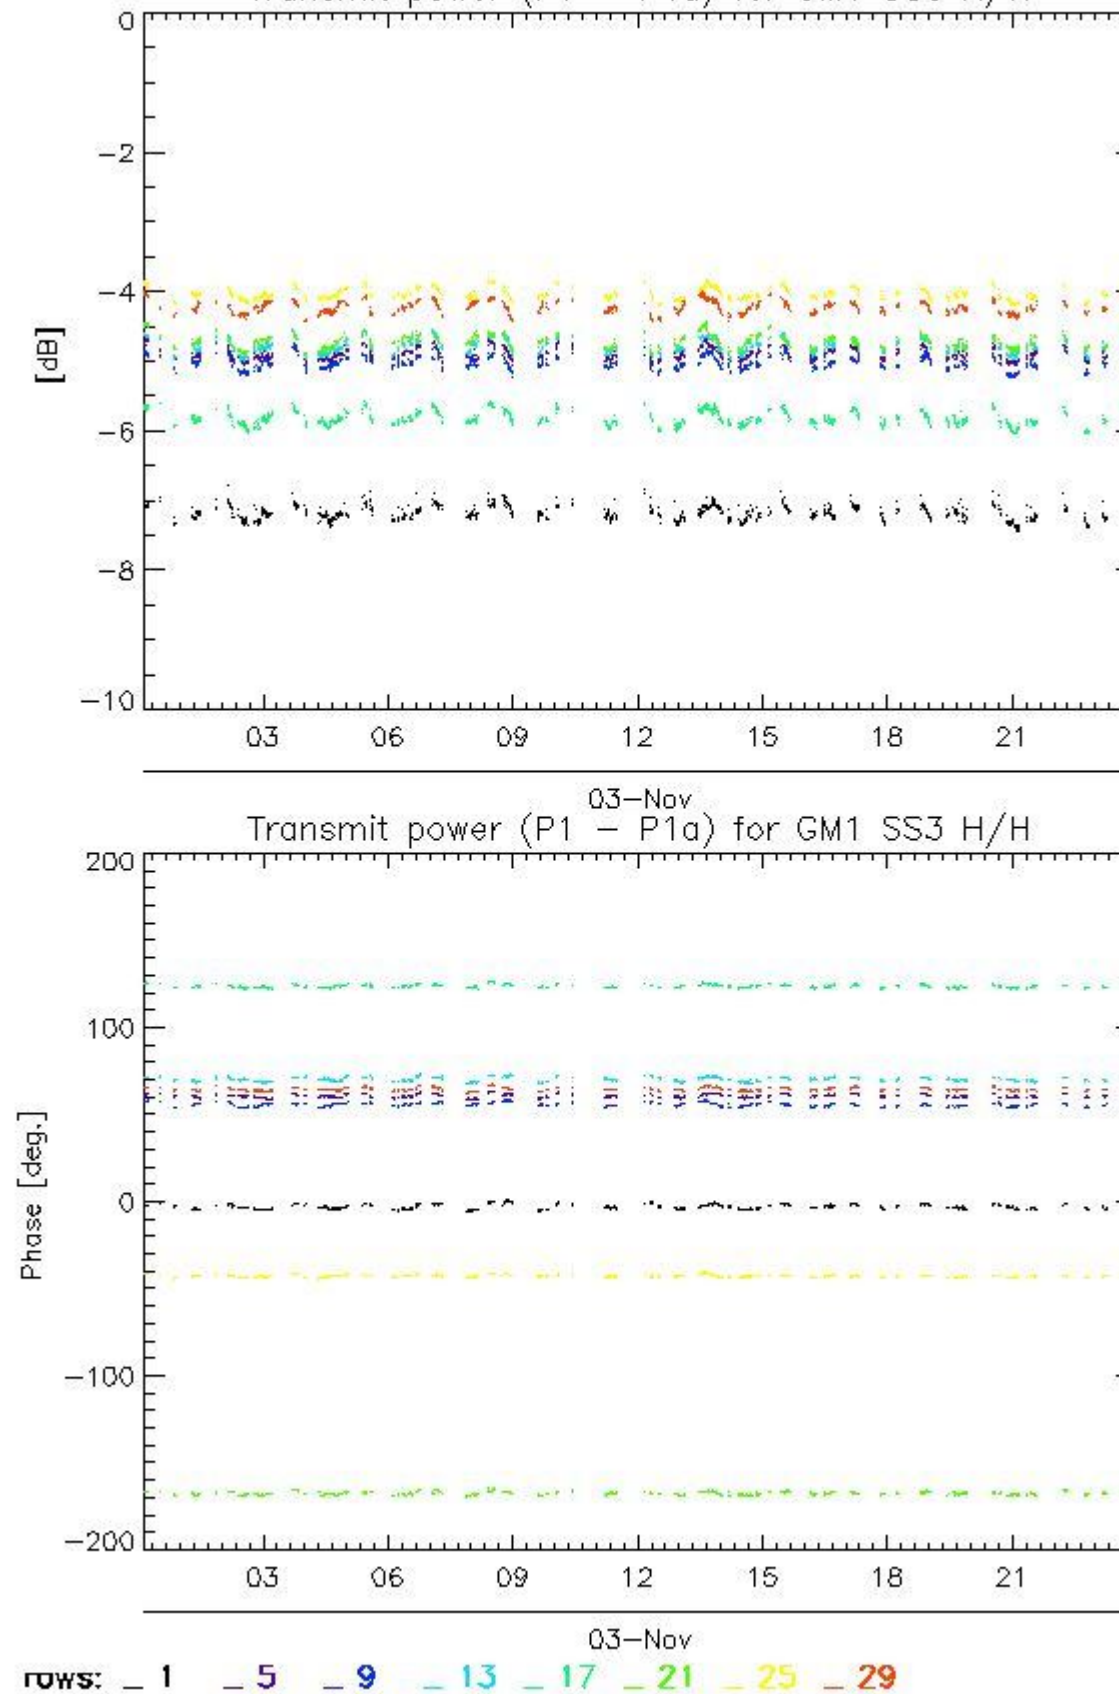 0
-2
-4
[dB]
-6
-8
-10
03 06 09 12 15 18 21
03-Nov
Transmit power (P1 - P1a) for GM1 SS3 H/H
200
100
0
Phase [deg.]
-100
-200
03 06 09 12 15 18 21
03-Nov
rows: _ 1 _ 5 _ 9 _ 13 _ 17 _ 21 _ 25 _ 29